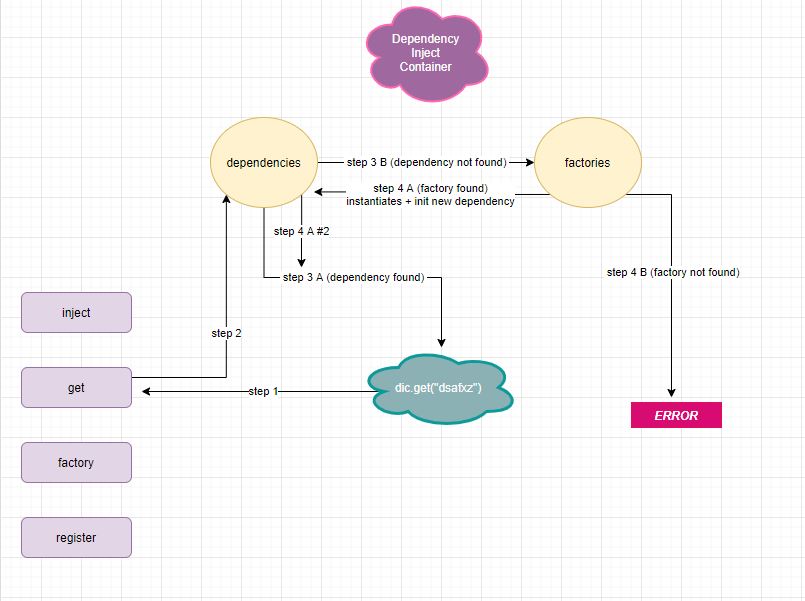 Dependency
Inject
Container
dependencies
step 3 B (dependency not found)
factories
step 4 A (factory found)
instantiates + init new dependency
step 4 A #2
step 3 A (dependency found)
step 4 B (factory not found)
inject
step 2
get
step 1
dic.get("dsafxz")
ERROR
factory
register